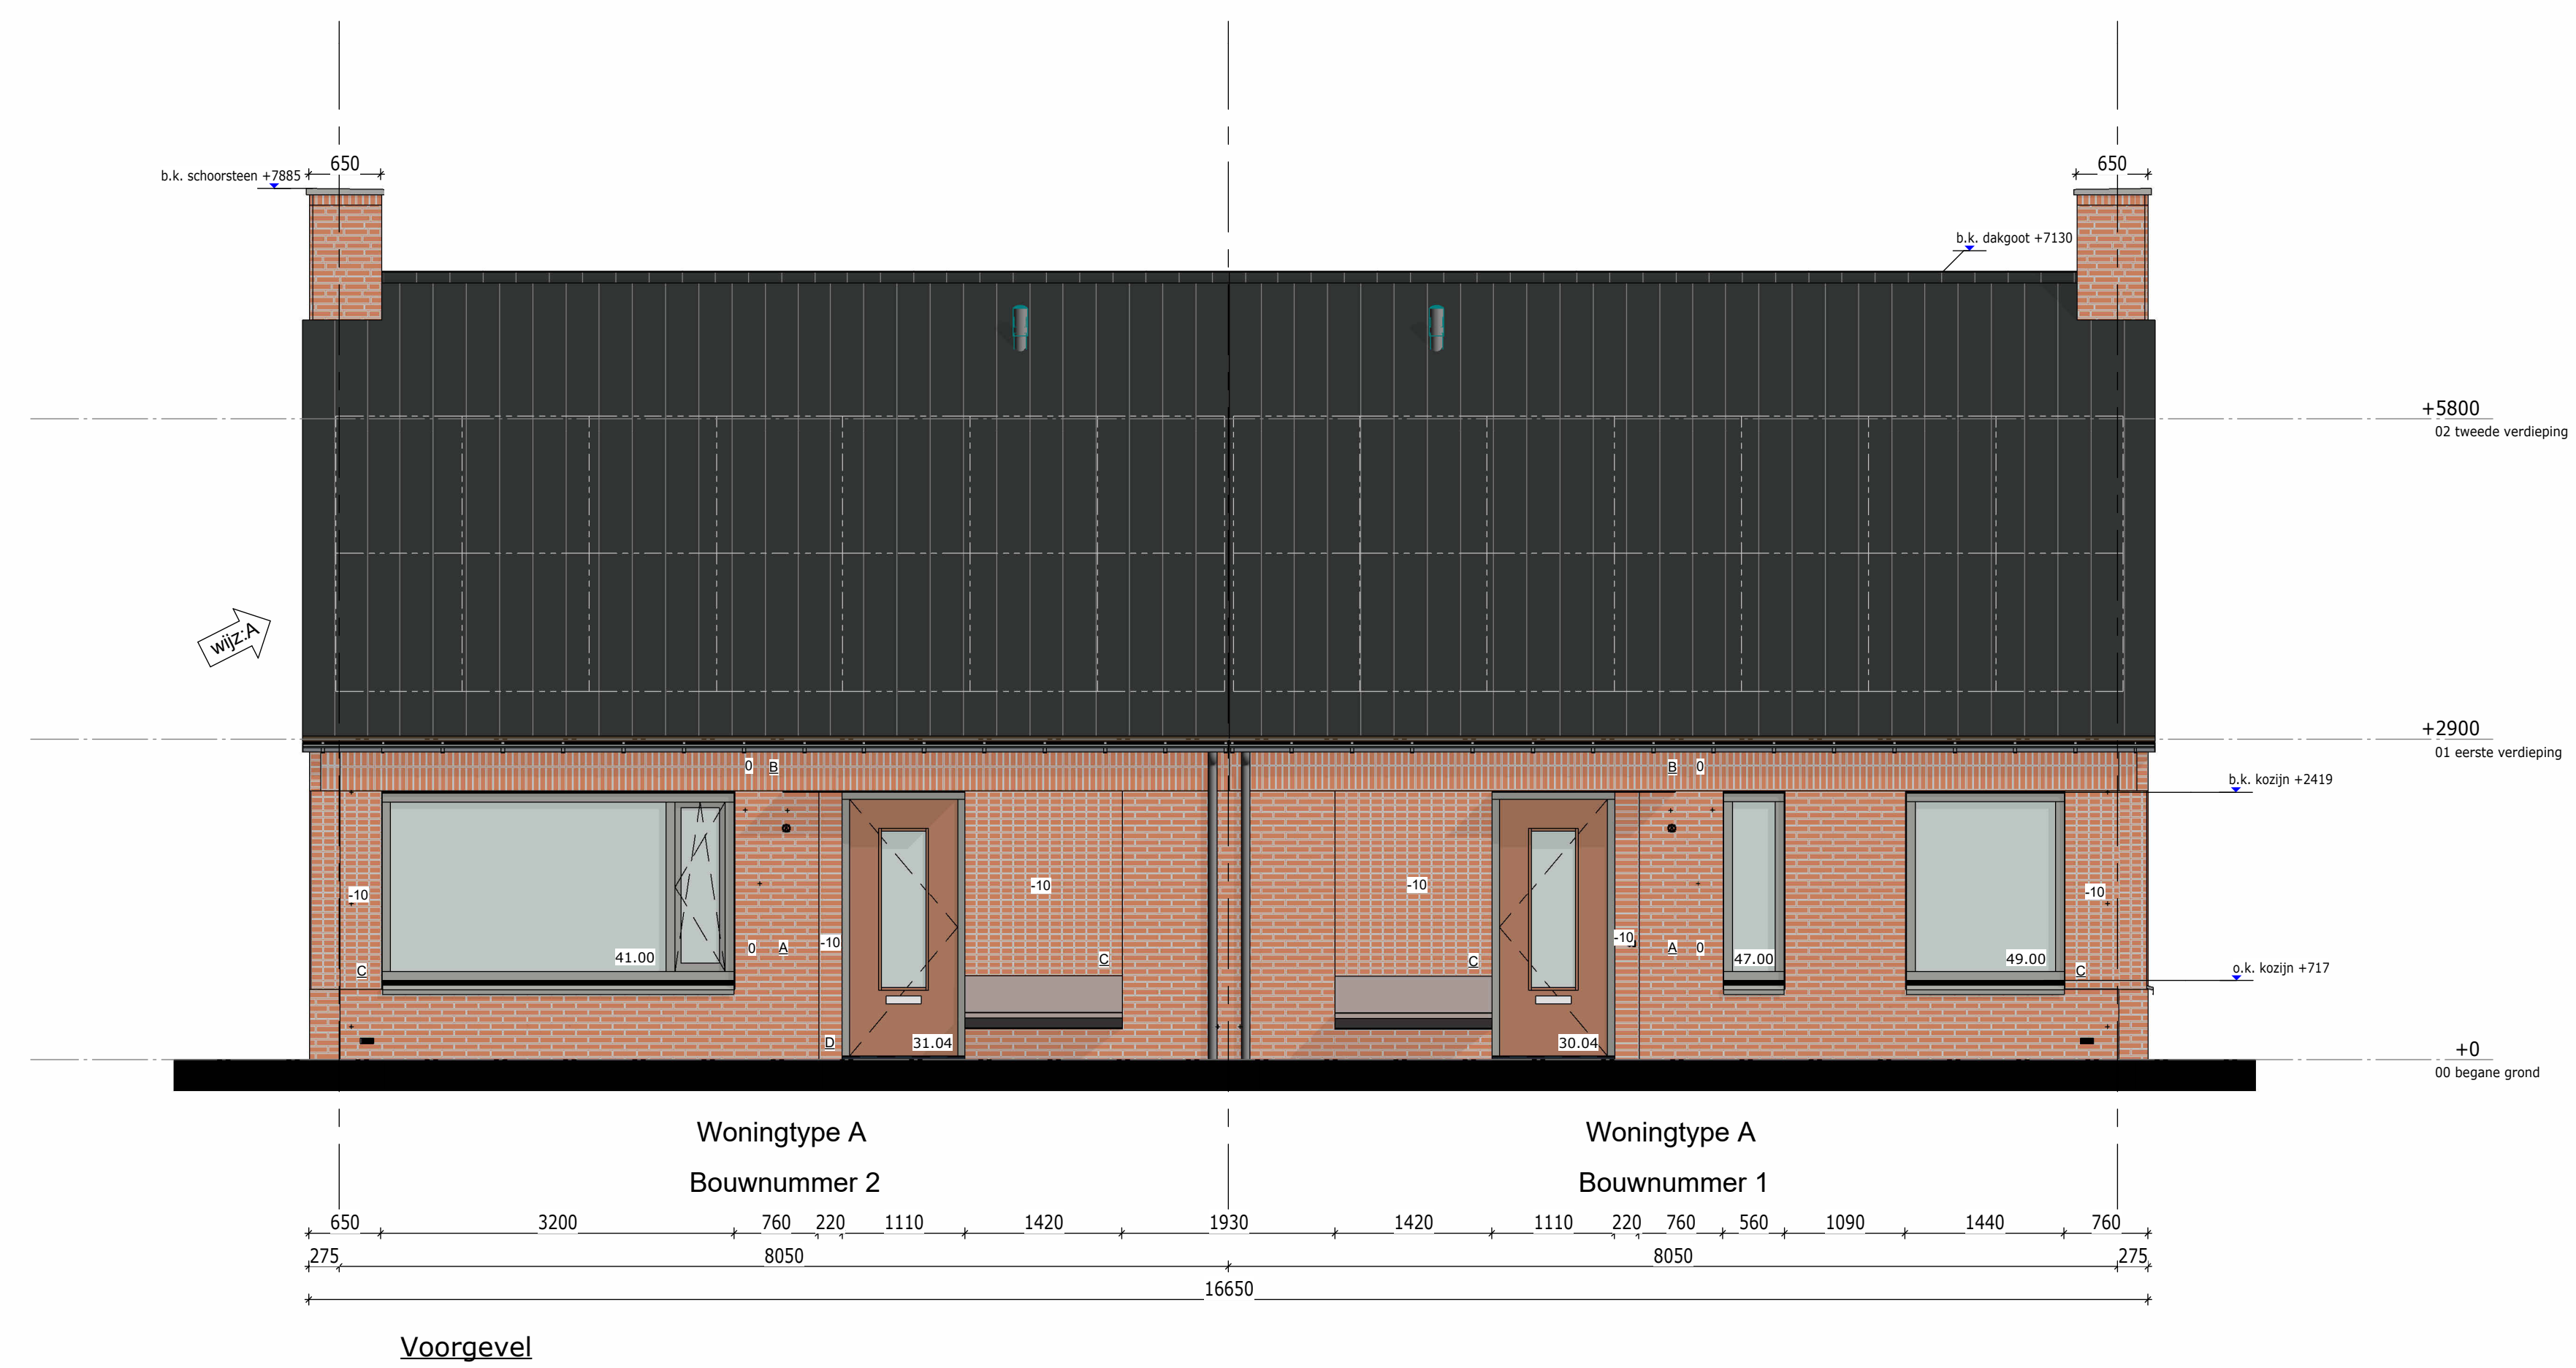 650
650
b.k. schoorsteen +7885
b.k. dakgoot +7130
+5800
02 tweede verdieping
wijz:A
+2900
01 eerste verdieping
0 B
B 0
b.k. kozijn +2419
-10
-10
-10
-10
41.00
0 A
-10
-10
A 0
47.00
49.00
C
C
C
C
o.k. kozijn +717
D
31.04
30.04
+0
00 begane grond
Woningtype A
Woningtype A
Bouwnummer 2
Bouwnummer 1
650 3200 760 220 1110 1420 1930 1420 1110 220 760 560 1090 1440 760
275 8050 8050 275
16650
Voorgevel